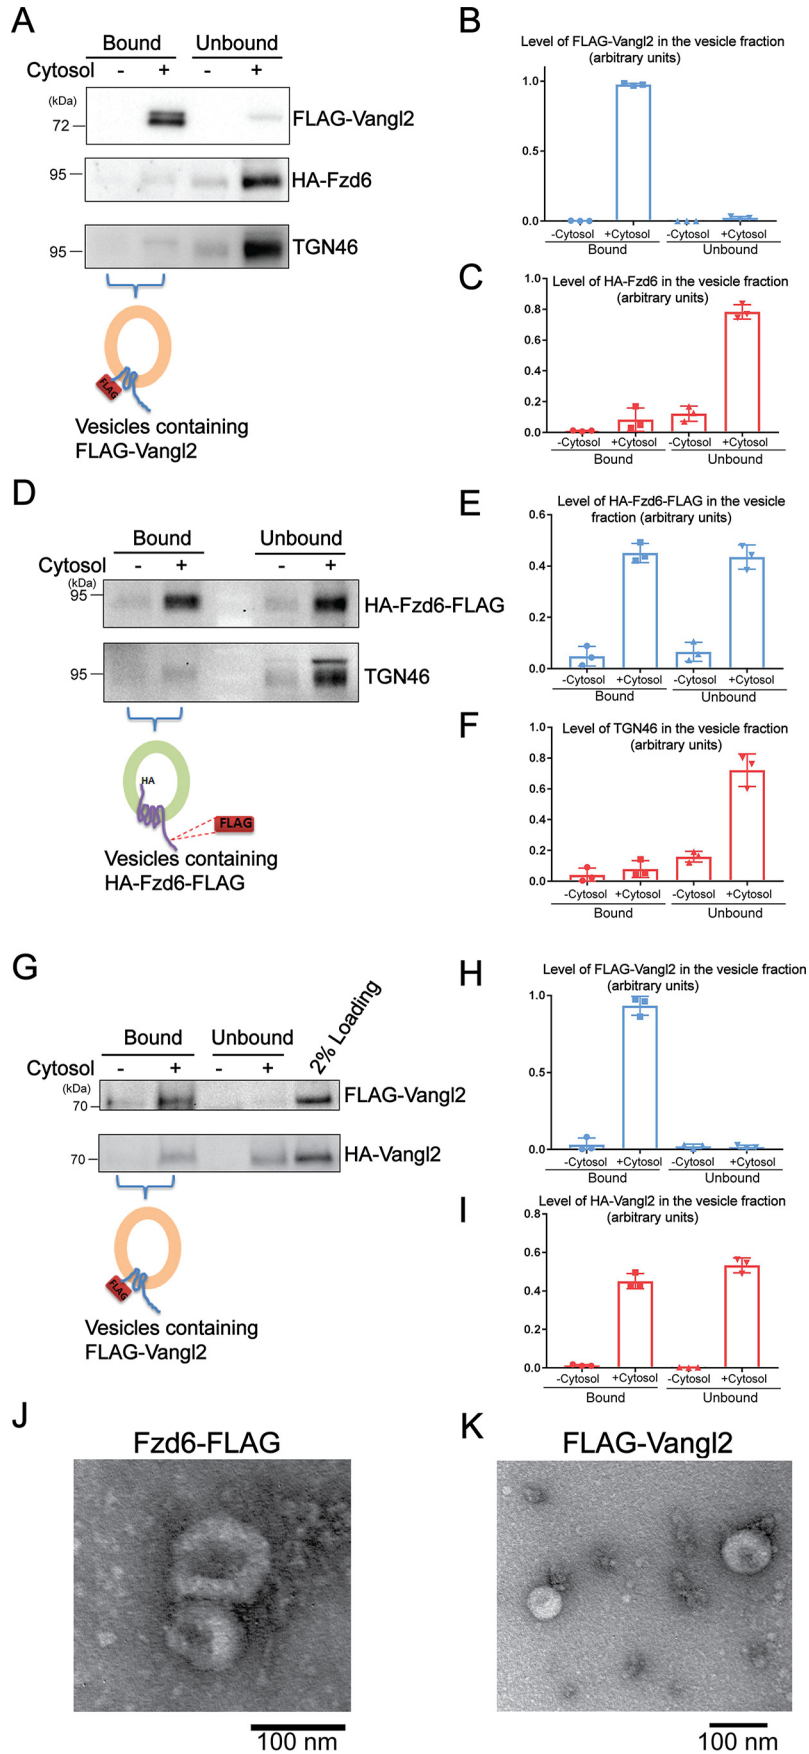 A
Bound Unbound
Cytosol - + - +
(kDa)
72
FLAG-Vangl2
95
HA-Fzd6
95
TGN46
FLAG
Vesicles containing
FLAG-Vangl2
B
Level of FLAG-Vangl2 in the vesicle fraction
(arbitrary units)
1.0
0.5
0.0
-Cytosol +Cytosol -Cytosol +Cytosol
Bound Unbound
C
Level of HA-Fzd6 in the vesicle fraction
(arbitrary units)
1.0
0.8
0.6
0.4
0.2
0.0
-Cytosol +Cytosol -Cytosol +Cytosol
Bound Unbound
D
Bound Unbound
Cytosol - + - +
(kDa)
95
HA-Fzd6-FLAG
95
TGN46
HA
FLAG
Vesicles containing
HA-Fzd6-FLAG
E
Level of HA-Fzd6-FLAG in the vesicle
fraction (arbitrary units)
0.6
0.4
0.2
0.0
-Cytosol +Cytosol -Cytosol +Cytosol
Bound Unbound
F
Level of TGN46 in the vesicle fraction
(arbitrary units)
1.0
0.8
0.6
0.4
0.2
0.0
-Cytosol +Cytosol -Cytosol +Cytosol
Bound Unbound
G
Bound Unbound 2% Loading
Cytosol - + - +
(kDa)
70
FLAG-Vangl2
70
HA-Vangl2
FLAG
Vesicles containing
FLAG-Vangl2
H
Level of FLAG-Vangl2 in the vesicle fraction
(arbitrary units)
1.0
0.5
0.0
-Cytosol +Cytosol -Cytosol +Cytosol
Bound Unbound
I
Level of HA-Vangl2 in the vesicle fraction
(arbitrary units)
0.8
0.6
0.4
0.2
0.0
-Cytosol +Cytosol -Cytosol +Cytosol
Bound Unbound
J
Fzd6-FLAG
100 nm
K
FLAG-Vangl2
100 nm